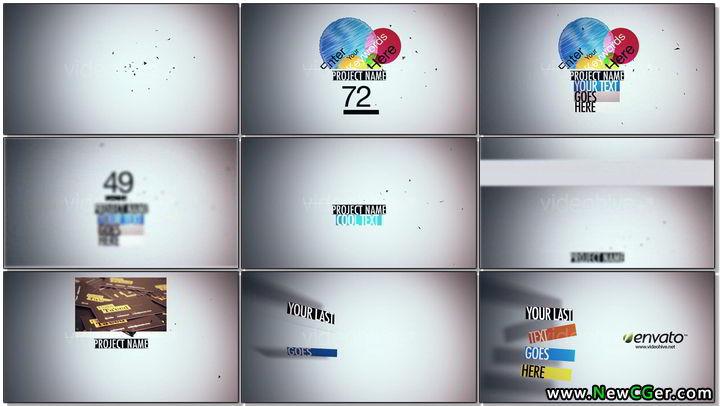 Enter Your Keywords Here
PROJECT NAME
72
Enter Your Keywords Here
PROJECT NAME
YOUR TEXT
GOES
HERE
49
PROJECT NAME
YOUR TEXT
GOES
HERE
PROJECT NAME
COOL TEXT
videohive
PROJECT NAME
PROJECT NAME
YOUR LAST
GOES
YOUR LAST
TEXT
GOES
HERE
envato™
www.videohive.net
www.NewCGer.com